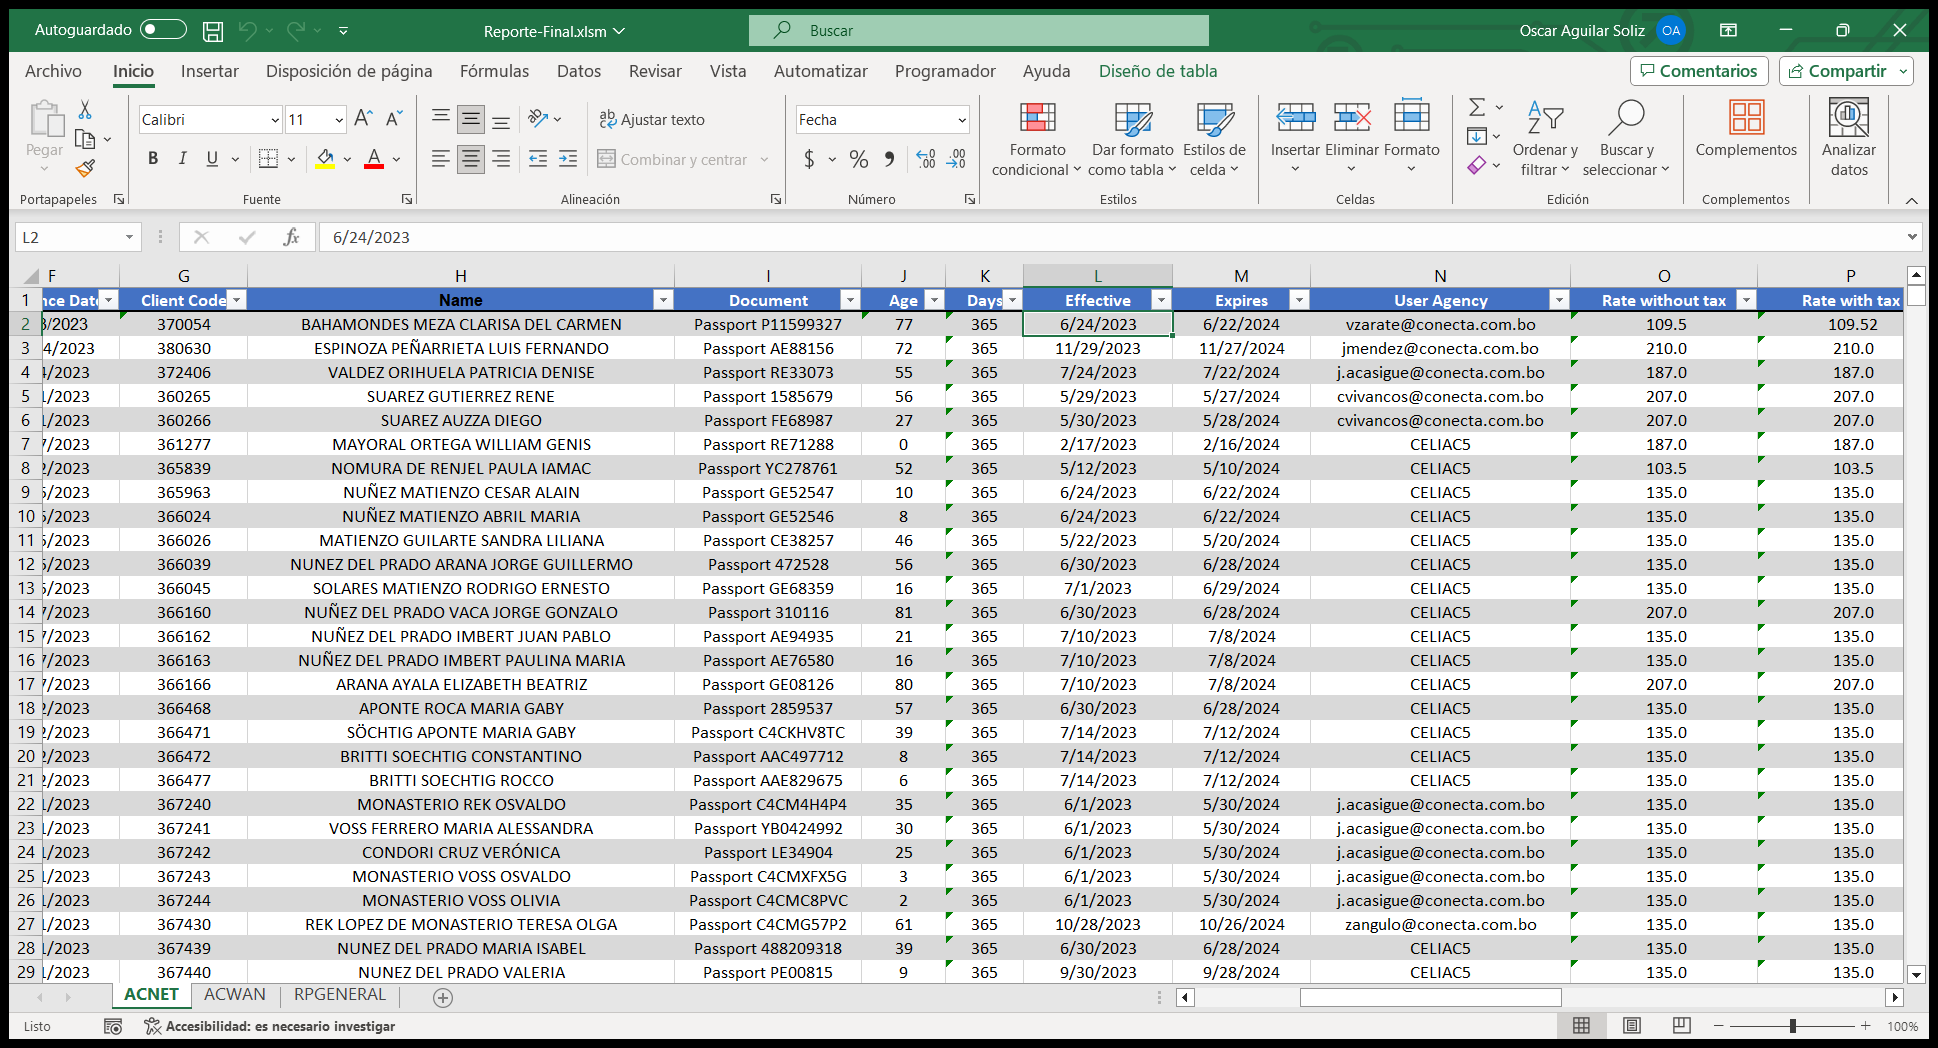 Autoguardado
Reporte-Final.xlsm
Buscar
Oscar Aguilar Soliz OA
Archivo Inicio Insertar Disposición de página Fórmulas Datos Revisar Vista Automatizar Programador Ayuda Diseño de tabla Comentarios Compartir
Pegar
Portapapeles
Calibri 11
N K S A
Fuente
Ajustar texto
Combinar y centrar
Alineación
Fecha
$ %
Número
Formato condicional
Dar formato como tabla
Estilos de celda
Estilos
Insertar Eliminar Formato
Celdas
Ordenar y filtrar
Buscar y seleccionar
Edición
Complementos
Complementos
Analizar datos
L2 fx 6/24/2023
F G H I J K L M N O P
1 nce Date Client Code Name Document Age Days Effective Expires User Agency Rate without tax Rate with tax
2 3/2023 370054 BAHAMONDES MEZA CLARISA DEL CARMEN Passport P11599327 77 365 6/24/2023 6/22/2024 vzarate@conecta.com.bo 109.5 109.52
3 4/2023 380630 ESPINOZA PEÑARRIETA LUIS FERNANDO Passport AE88156 72 365 11/29/2023 11/27/2024 jmendez@conecta.com.bo 210.0 210.0
4 4/2023 372406 VALDEZ ORIHUELA PATRICIA DENISE Passport RE33073 55 365 7/24/2023 7/22/2024 j.acasigue@conecta.com.bo 187.0 187.0
5 1/2023 360265 SUAREZ GUTIERREZ RENE Passport 1585679 56 365 5/29/2023 5/27/2024 cvivancos@conecta.com.bo 207.0 207.0
6 1/2023 360266 SUAREZ AUZZA DIEGO Passport FE68987 27 365 5/30/2023 5/28/2024 cvivancos@conecta.com.bo 207.0 207.0
7 7/2023 361277 MAYORAL ORTEGA WILLIAM GENIS Passport RE71288 0 365 2/17/2023 2/16/2024 CELIAC5 187.0 187.0
8 2/2023 365839 NOMURA DE RENJEL PAULA IAMAC Passport YC278761 52 365 5/12/2023 5/10/2024 CELIAC5 103.5 103.5
9 5/2023 365963 NUÑEZ MATIENZO CESAR ALAIN Passport GE52547 10 365 6/24/2023 6/22/2024 CELIAC5 135.0 135.0
10 5/2023 366024 NUÑEZ MATIENZO ABRIL MARIA Passport GE52546 8 365 6/24/2023 6/22/2024 CELIAC5 135.0 135.0
11 5/2023 366026 MATIENZO GUILARTE SANDRA LILIANA Passport CE38257 46 365 5/22/2023 5/20/2024 CELIAC5 135.0 135.0
12 5/2023 366039 NUNEZ DEL PRADO ARANA JORGE GUILLERMO Passport 472528 56 365 6/30/2023 6/28/2024 CELIAC5 135.0 135.0
13 5/2023 366045 SOLARES MATIENZO RODRIGO ERNESTO Passport GE68359 16 365 7/1/2023 6/29/2024 CELIAC5 135.0 135.0
14 7/2023 366160 NUÑEZ DEL PRADO VACA JORGE GONZALO Passport 310116 81 365 6/30/2023 6/28/2024 CELIAC5 207.0 207.0
15 7/2023 366162 NUÑEZ DEL PRADO IMBERT JUAN PABLO Passport AE94935 21 365 7/10/2023 7/8/2024 CELIAC5 135.0 135.0
16 7/2023 366163 NUÑEZ DEL PRADO IMBERT PAULINA MARIA Passport AE76580 16 365 7/10/2023 7/8/2024 CELIAC5 135.0 135.0
17 7/2023 366166 ARANA AYALA ELIZABETH BEATRIZ Passport GE08126 80 365 7/10/2023 7/8/2024 CELIAC5 207.0 207.0
18 2/2023 366468 APONTE ROCA MARIA GABY Passport 2859537 57 365 6/30/2023 6/28/2024 CELIAC5 135.0 135.0
19 2/2023 366471 SÖCHTIG APONTE MARIA GABY Passport C4CKHV8TC 39 365 7/14/2023 7/12/2024 CELIAC5 135.0 135.0
20 2/2023 366472 BRITTI SOECHTIG CONSTANTINO Passport AAC497712 8 365 7/14/2023 7/12/2024 CELIAC5 135.0 135.0
21 2/2023 366477 BRITTI SOECHTIG ROCCO Passport AAE829675 6 365 7/14/2023 7/12/2024 CELIAC5 135.0 135.0
22 1/2023 367240 MONASTERIO REK OSVALDO Passport C4CM4H4P4 35 365 6/1/2023 5/30/2024 j.acasigue@conecta.com.bo 135.0 135.0
23 1/2023 367241 VOSS FERRERO MARIA ALESSANDRA Passport YB0424992 30 365 6/1/2023 5/30/2024 j.acasigue@conecta.com.bo 135.0 135.0
24 1/2023 367242 CONDORI CRUZ VERÓNICA Passport LE34904 25 365 6/1/2023 5/30/2024 j.acasigue@conecta.com.bo 135.0 135.0
25 1/2023 367243 MONASTERIO VOSS OSVALDO Passport C4CMXFX5G 3 365 6/1/2023 5/30/2024 j.acasigue@conecta.com.bo 135.0 135.0
26 1/2023 367244 MONASTERIO VOSS OLIVIA Passport C4CMC8PVC 2 365 6/1/2023 5/30/2024 j.acasigue@conecta.com.bo 135.0 135.0
27 1/2023 367430 REK LOPEZ DE MONASTERIO TERESA OLGA Passport C4CMG57P2 61 365 10/28/2023 10/26/2024 zangulo@conecta.com.bo 135.0 135.0
28 1/2023 367439 NUNEZ DEL PRADO MARIA ISABEL Passport 488209318 39 365 6/30/2023 6/28/2024 CELIAC5 135.0 135.0
29 1/2023 367440 NUNEZ DEL PRADO VALERIA Passport PE00815 9 365 9/30/2023 9/28/2024 CELIAC5 135.0 135.0
ACNET ACWAN RPGENERAL
Listo Accesibilidad: es necesario investigar 100%